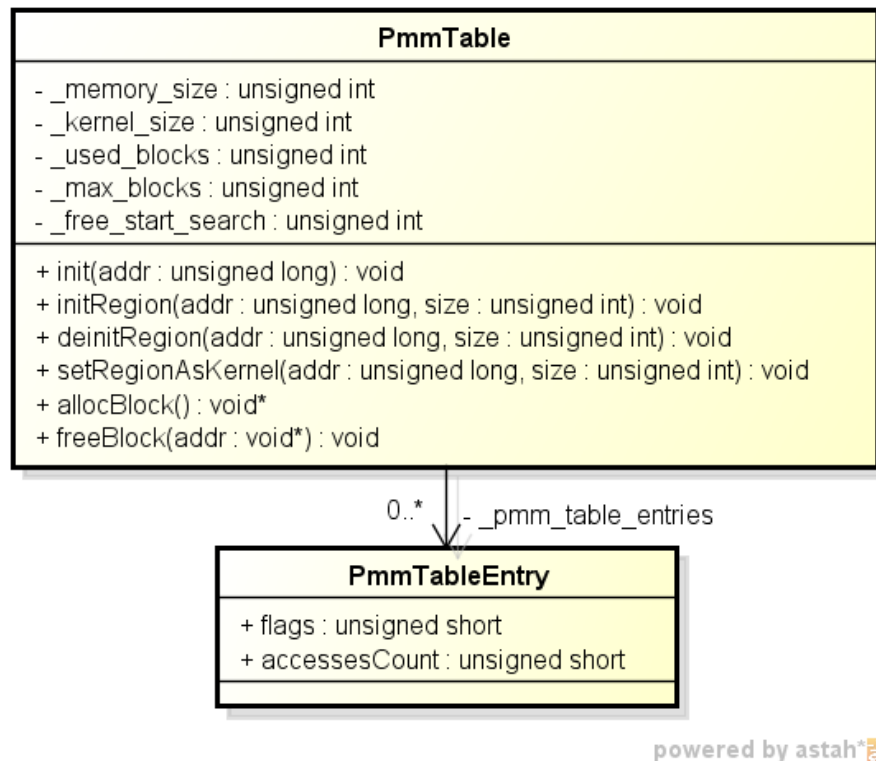 PmmTable
- _memory_size : unsigned int
- _kernel_size : unsigned int
- _used_blocks : unsigned int
- _max_blocks : unsigned int
- _free_start_search : unsigned int
+ init(addr : unsigned long) : void
+ initRegion(addr : unsigned long, size : unsigned int) : void
+ deinitRegion(addr : unsigned long, size : unsigned int) : void
+ setRegionAsKernel(addr : unsigned long, size : unsigned int) : void
+ allocBlock() : void*
+ freeBlock(addr : void*) : void
0..* - _pmm_table_entries
PmmTableEntry
+ flags : unsigned short
+ accessesCount : unsigned short
powered by astah*